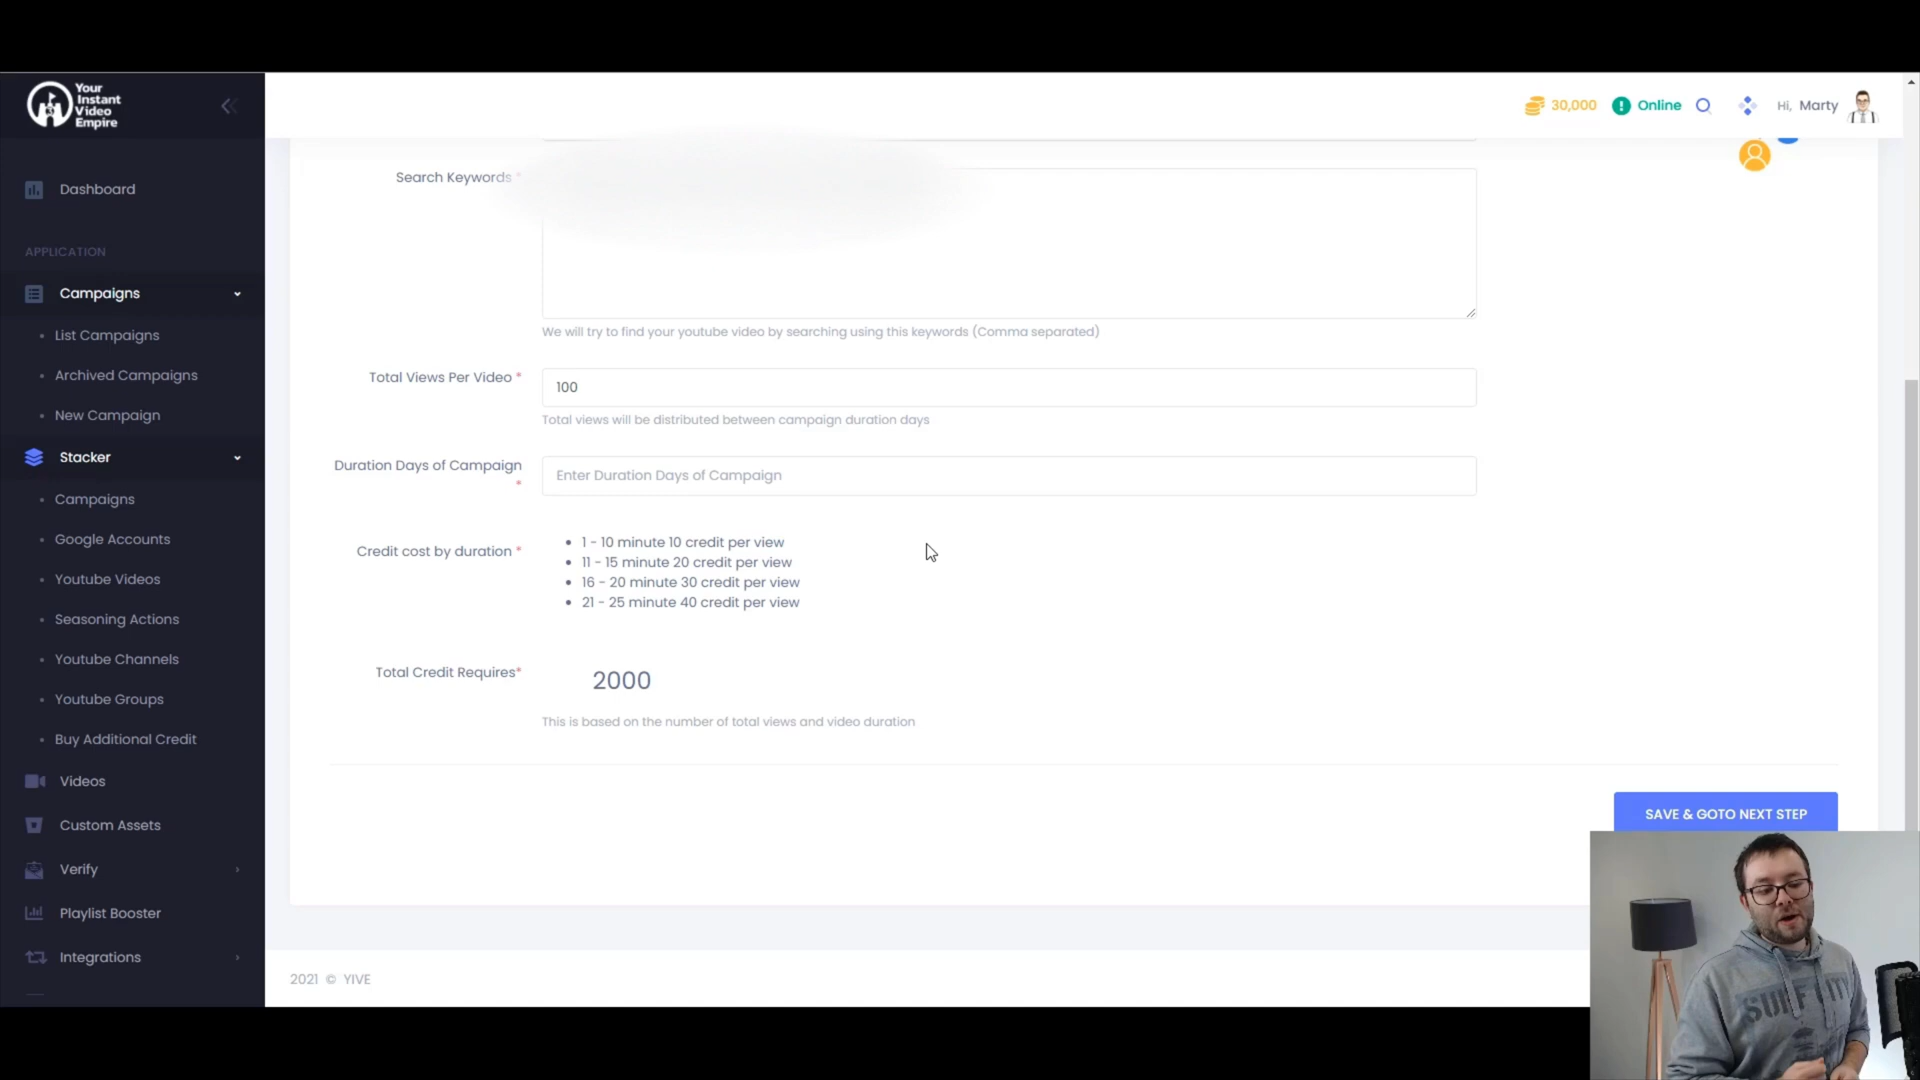 Your
Instant
Video
Empire
30,000
Online
Hi, Marty
Dashboard
APPLICATION
Campaigns
List Campaigns
Archived Campaigns
New Campaign
Stacker
Campaigns
Google Accounts
Youtube Videos
Seasoning Actions
Youtube Channels
Youtube Groups
Buy Additional Credit
Videos
Custom Assets
Verify
Playlist Booster
Integrations
Search Keywords *
We will try to find your youtube video by searching using this keywords (Comma separated)
Total Views Per Video *
100
Total views will be distributed between campaign duration days
Duration Days of Campaign
*
Enter Duration Days of Campaign
Credit cost by duration *
1 - 10 minute 10 credit per view
11 - 15 minute 20 credit per view
16 - 20 minute 30 credit per view
21 - 25 minute 40 credit per view
Total Credit Requires*
2000
This is based on the number of total views and video duration
SAVE & GOTO NEXT STEP
2021 © YIVE